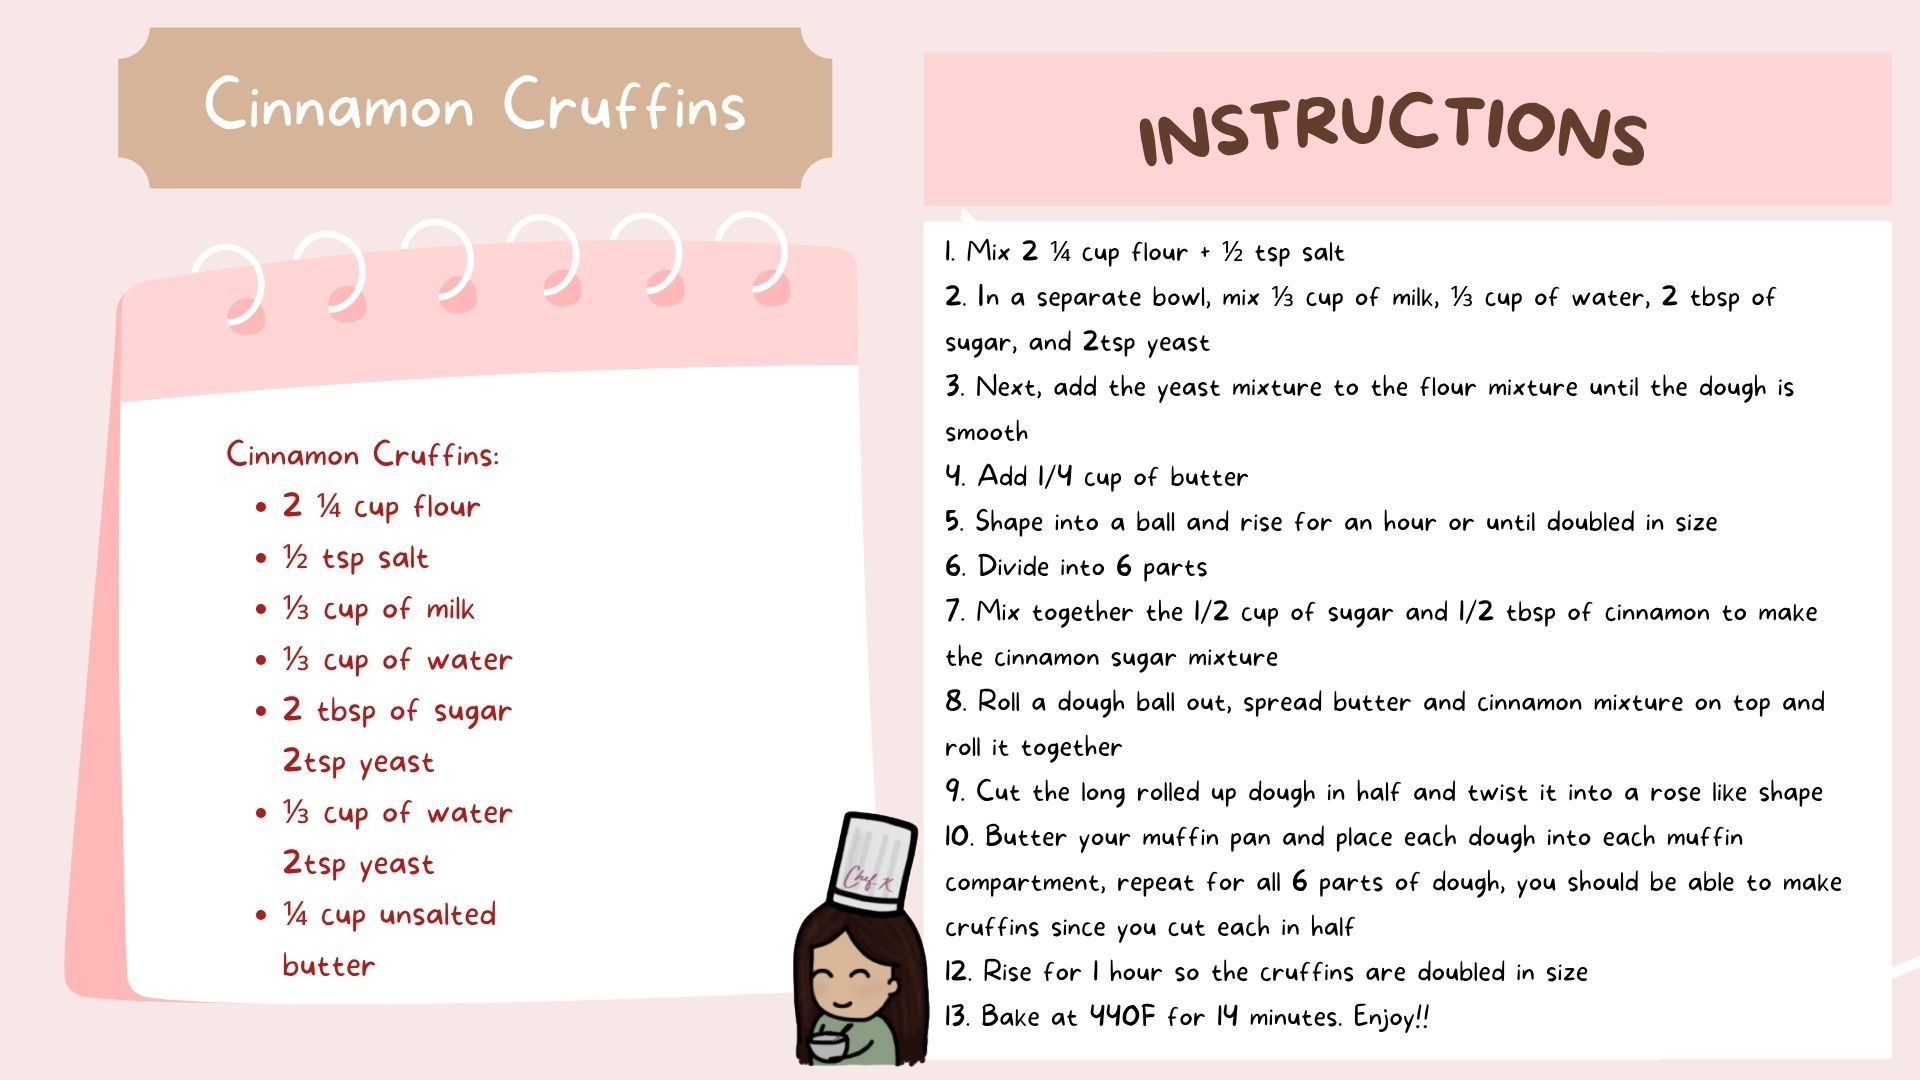 Cinnamon Cruffins
Cinnamon Cruffins:
• 2 ¼ cup flour
• ½ tsp salt
• ⅓ cup of milk
• ⅓ cup of water
• 2 tbsp of sugar
2tsp yeast
• ⅓ cup of water
2tsp yeast
• ¼ cup unsalted
butter
Chef K
INSTRUCTIONS
1. Mix 2 ¼ cup flour + ½ tsp salt
2. In a separate bowl, mix ⅓ cup of milk, ⅓ cup of water, 2 tbsp of
sugar, and 2tsp yeast
3. Next, add the yeast mixture to the flour mixture until the dough is
smooth
4. Add 1/4 cup of butter
5. Shape into a ball and rise for an hour or until doubled in size
6. Divide into 6 parts
7. Mix together the 1/2 cup of sugar and 1/2 tbsp of cinnamon to make
the cinnamon sugar mixture
8. Roll a dough ball out, spread butter and cinnamon mixture on top and
roll it together
9. Cut the long rolled up dough in half and twist it into a rose like shape
10. Butter your muffin pan and place each dough into each muffin
compartment, repeat for all 6 parts of dough, you should be able to make
cruffins since you cut each in half
12. Rise for 1 hour so the cruffins are doubled in size
13. Bake at 440F for 14 minutes. Enjoy!!